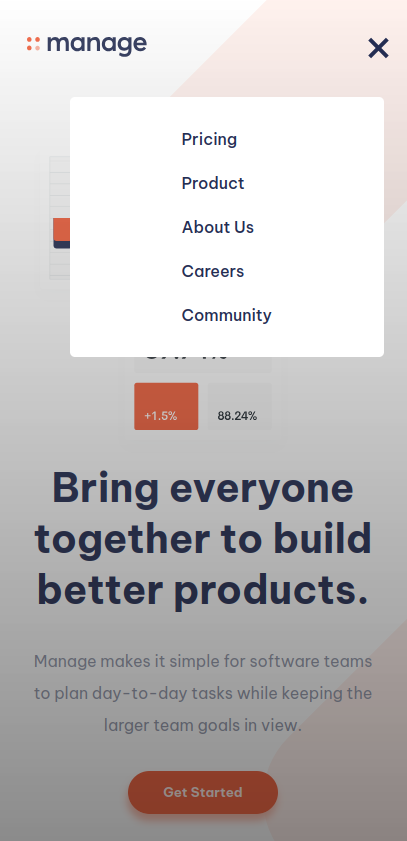 manage
Pricing
Product
About Us
Careers
Community
+1.5%
88.24%
Bring everyone
together to build
better products.
Manage makes it simple for software teams
to plan day-to-day tasks while keeping the
larger team goals in view.
Get Started